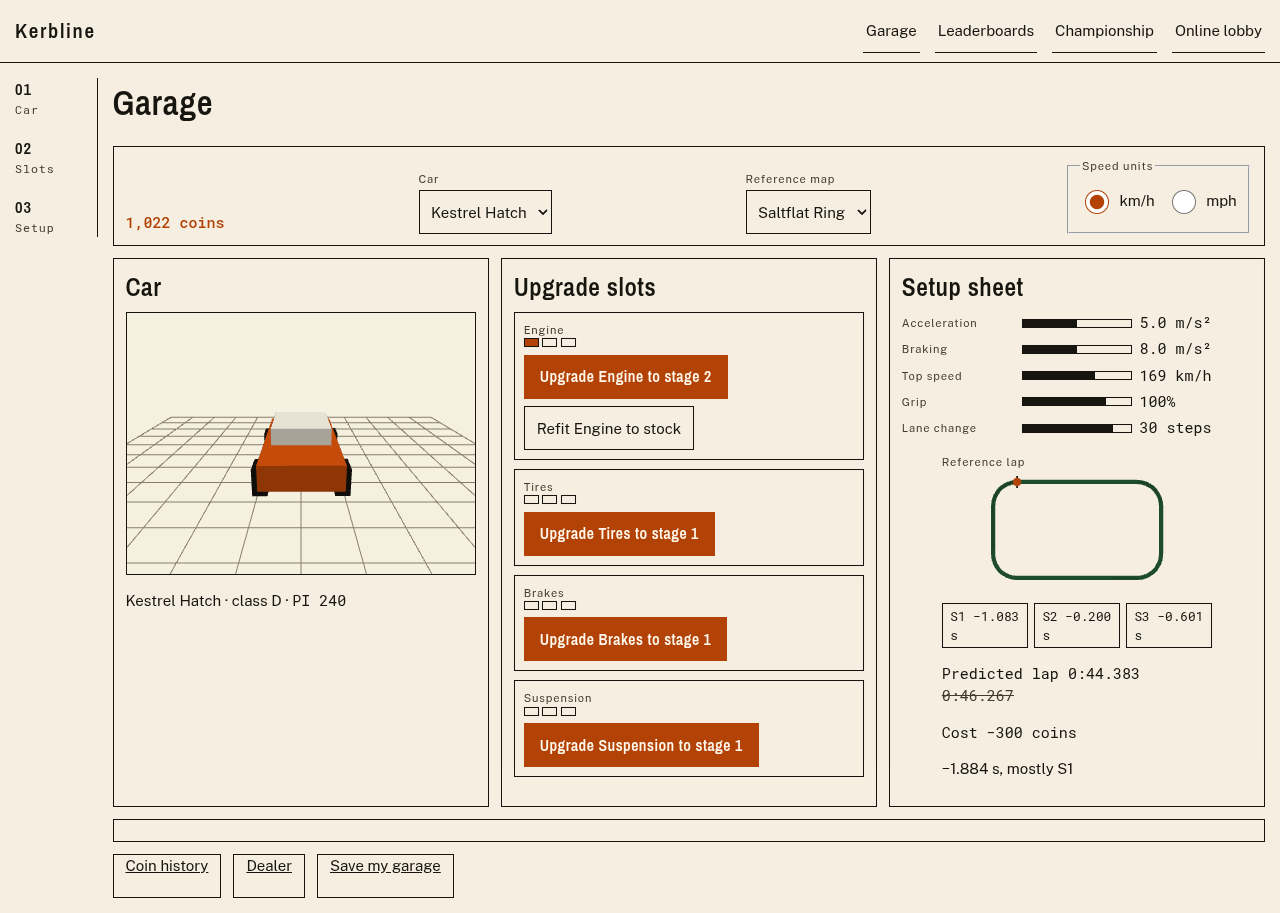 Kerbline
Garage
Leaderboards
Championship
Online lobby
01
Car
02
Slots
03
Setup
Garage
1,022 coins
Car
Kestrel Hatch
Reference map
Saltflat Ring
Speed units
km/h
mph
Car
Kestrel Hatch · class D · PI 240
Upgrade slots
Engine
Upgrade Engine to stage 2
Refit Engine to stock
Tires
Upgrade Tires to stage 1
Brakes
Upgrade Brakes to stage 1
Suspension
Upgrade Suspension to stage 1
Setup sheet
Acceleration 5.0 m/s²
Braking 8.0 m/s²
Top speed 169 km/h
Grip 100%
Lane change 30 steps
Reference lap
S1 −1.083
s
S2 −0.200
s
S3 −0.601
s
Predicted lap 0:44.383
0:46.267
Cost −300 coins
−1.884 s, mostly S1
Coin history
Dealer
Save my garage